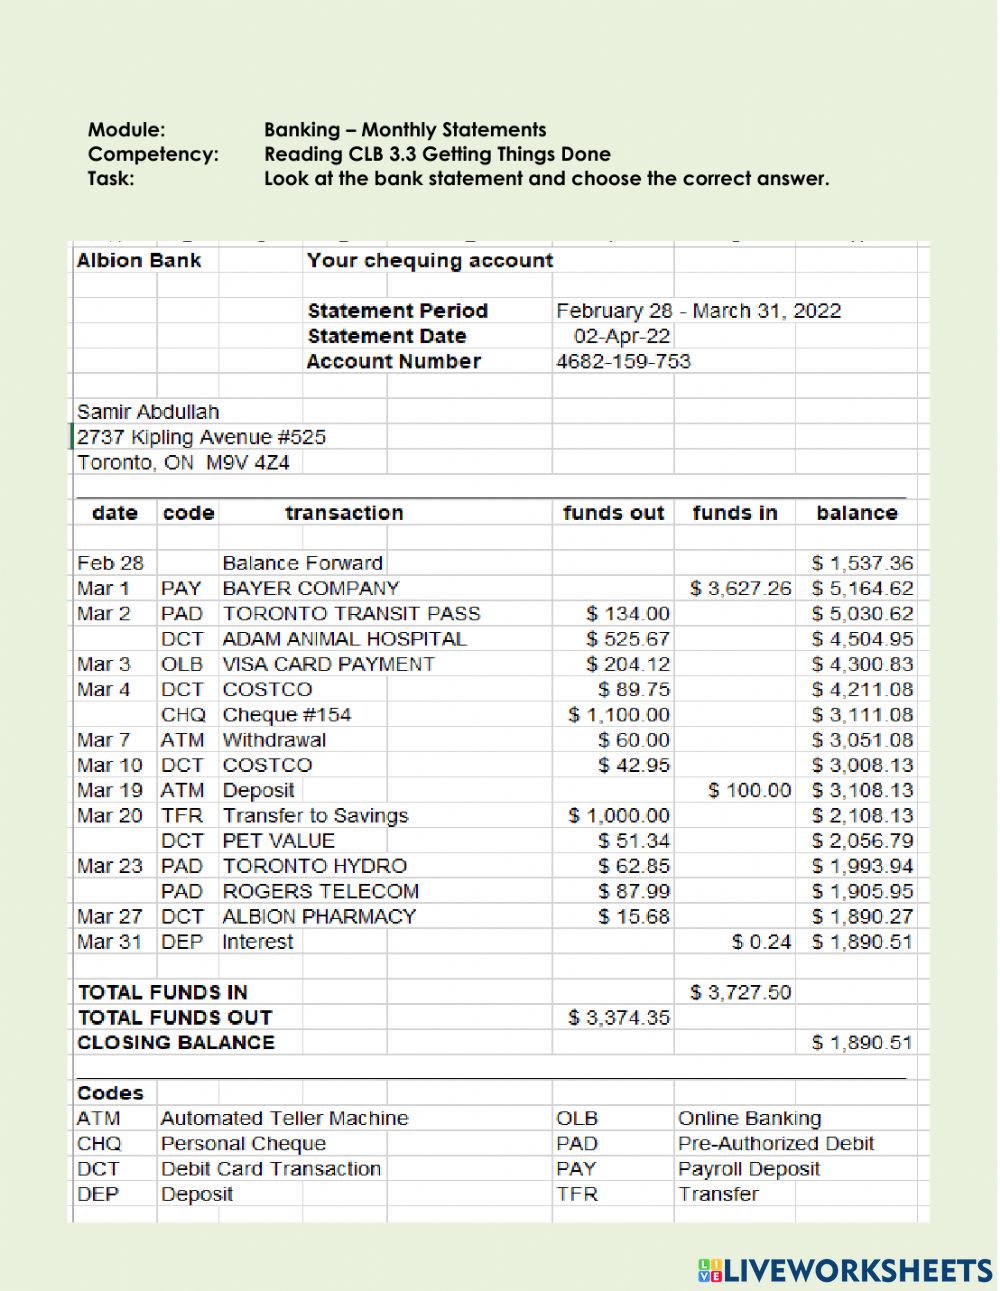 Module: Banking – Monthly Statements
Competency: Reading CLB 3.3 Getting Things Done
Task: Look at the bank statement and choose the correct answer.
Albion Bank Your chequing account
Statement Period February 28 - March 31, 2022
Statement Date 02-Apr-22
Account Number 4682-159-753
Samir Abdullah
2737 Kipling Avenue #525
Toronto, ON M9V 4Z4
date code transaction funds out funds in balance
Feb 28 Balance Forward $ 1,537.36
Mar 1 PAY BAYER COMPANY $ 3,627.26 $ 5,164.62
Mar 2 PAD TORONTO TRANSIT PASS $ 134.00 $ 5,030.62
DCT ADAM ANIMAL HOSPITAL $ 525.67 $ 4,504.95
Mar 3 OLB VISA CARD PAYMENT $ 204.12 $ 4,300.83
Mar 4 DCT COSTCO $ 89.75 $ 4,211.08
CHQ Cheque #154 $ 1,100.00 $ 3,111.08
Mar 7 ATM Withdrawal $ 60.00 $ 3,051.08
Mar 10 DCT COSTCO $ 42.95 $ 3,008.13
Mar 19 ATM Deposit $ 100.00 $ 3,108.13
Mar 20 TFR Transfer to Savings $ 1,000.00 $ 2,108.13
DCT PET VALUE $ 51.34 $ 2,056.79
Mar 23 PAD TORONTO HYDRO $ 62.85 $ 1,993.94
PAD ROGERS TELECOM $ 87.99 $ 1,905.95
Mar 27 DCT ALBION PHARMACY $ 15.68 $ 1,890.27
Mar 31 DEP Interest $ 0.24 $ 1,890.51
TOTAL FUNDS IN $ 3,727.50
TOTAL FUNDS OUT $ 3,374.35
CLOSING BALANCE $ 1,890.51
Codes
ATM Automated Teller Machine OLB Online Banking
CHQ Personal Cheque PAD Pre-Authorized Debit
DCT Debit Card Transaction PAY Payroll Deposit
DEP Deposit TFR Transfer
LIVE LIVEWORKSHEETS